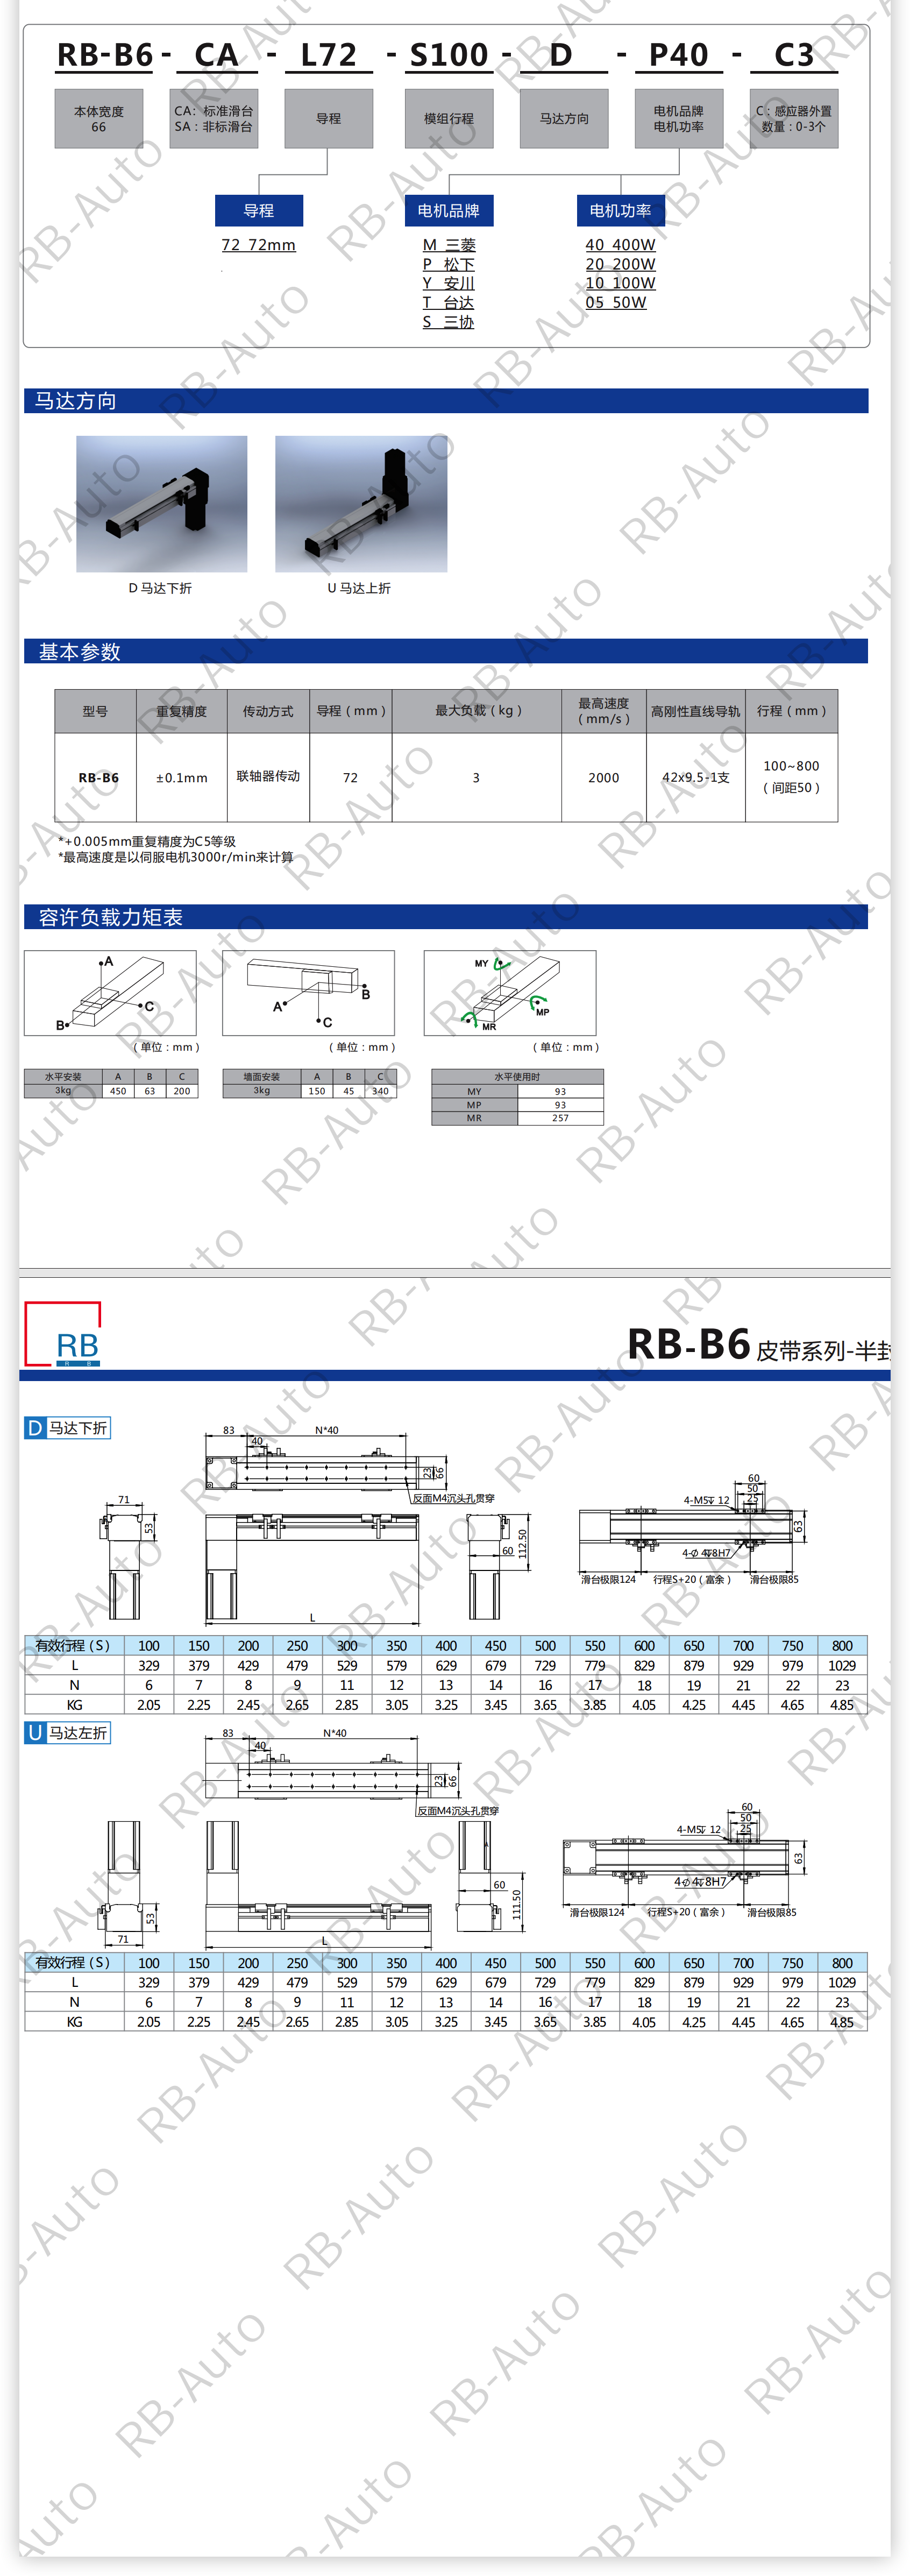 RB-B6 - CA - L72 - S100 - D - P40 - C3
本体宽度
66
CA：标准滑台
SA：非标滑台
导程
模组行程
马达方向
电机品牌
电机功率
C：感应器外置
数量：0-3个
导程
72 72mm
电机品牌
M 三菱
P 松下
Y 安川
T 台达
S 三协
电机功率
40 400W
20 200W
10 100W
05 50W
马达方向
D 马达下折
U 马达上折
基本参数
型号 重复精度 传动方式 导程（mm） 最大负载（kg） 最高速度（mm/s） 高刚性直线导轨 行程（mm）
RB-B6 ±0.1mm 联轴器传动 72 3 2000 42x9.5-1支 100~800（间距50）
*+0.005mm重复精度为C5等级
*最高速度是以伺服电机3000r/min来计算
容许负载力矩表
A
B
C
（单位：mm）
A
B
C
（单位：mm）
MY
MP
MR
（单位：mm）
水平安装 A B C
3kg 450 63 200
墙面安装 A B C
3kg 150 45 340
水平使用时
MY 93
MP 93
MR 257
RB
R B
RB-B6 皮带系列-半封
D 马达下折
83 N*40
40
23
66
反面M4沉头孔贯穿
71
53
L
60
112.50
60
50
25
4-M5↧12
63
4-∅4↧8H7
滑台极限124 行程S+20（富余） 滑台极限85
有效行程（S） 100 150 200 250 300 350 400 450 500 550 600 650 700 750 800
L 329 379 429 479 529 579 629 679 729 779 829 879 929 979 1029
N 6 7 8 9 11 12 13 14 16 17 18 19 21 22 23
KG 2.05 2.25 2.45 2.65 2.85 3.05 3.25 3.45 3.65 3.85 4.05 4.25 4.45 4.65 4.85
U 马达左折
83 N*40
40
23
66
反面M4沉头孔贯穿
71
53
L
60
111.50
60
50
25
4-M5↧12
63
4-∅4↧8H7
滑台极限124 行程S+20（富余） 滑台极限85
有效行程（S） 100 150 200 250 300 350 400 450 500 550 600 650 700 750 800
L 329 379 429 479 529 579 629 679 729 779 829 879 929 979 1029
N 6 7 8 9 11 12 13 14 16 17 18 19 21 22 23
KG 2.05 2.25 2.45 2.65 2.85 3.05 3.25 3.45 3.65 3.85 4.05 4.25 4.45 4.65 4.85
RB-Auto